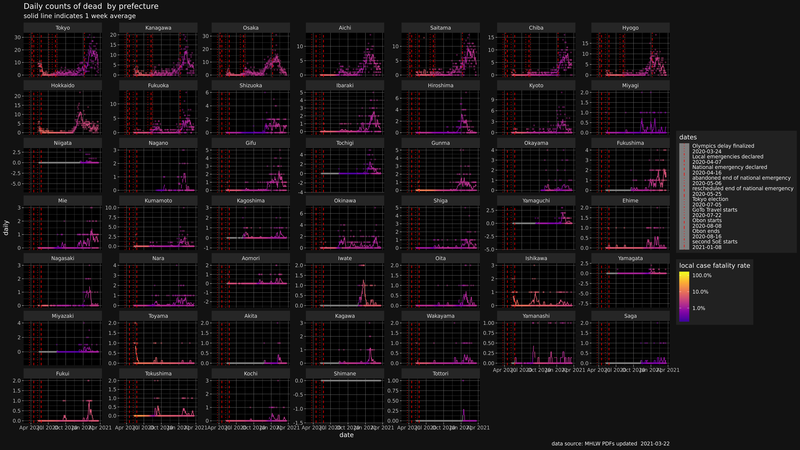 Daily counts of dead by prefecture
solid line indicates 1 week average
Tokyo
Kanagawa
Osaka
Aichi
Saitama
Chiba
Hyogo
Hokkaido
Fukuoka
Shizuoka
Ibaraki
Hiroshima
Kyoto
Miyagi
Niigata
Nagano
Gifu
Tochigi
Gunma
Okayama
Fukushima
Mie
Kumamoto
Kagoshima
Okinawa
Shiga
Yamaguchi
Ehime
Nagasaki
Nara
Aomori
Iwate
Oita
Ishikawa
Yamagata
Miyazaki
Toyama
Akita
Kagawa
Wakayama
Yamanashi
Saga
Fukui
Tokushima
Kochi
Shimane
Tottori
daily
date
dates
Olympics delay finalized
2020-03-24
Local emergencies declared
2020-04-07
National emergency declared
2020-04-16
abandoned end of national emergency
2020-05-06
rescheduled end of national emergency
2020-05-25
Tokyo election
2020-07-05
GoTo Travel starts
2020-07-22
Obon starts
2020-08-08
Obon ends
2020-08-16
second SoE starts
2021-01-08
local case fatality rate
100.0%
10.0%
1.0%
data source: MHLW PDFs updated 2021-03-22